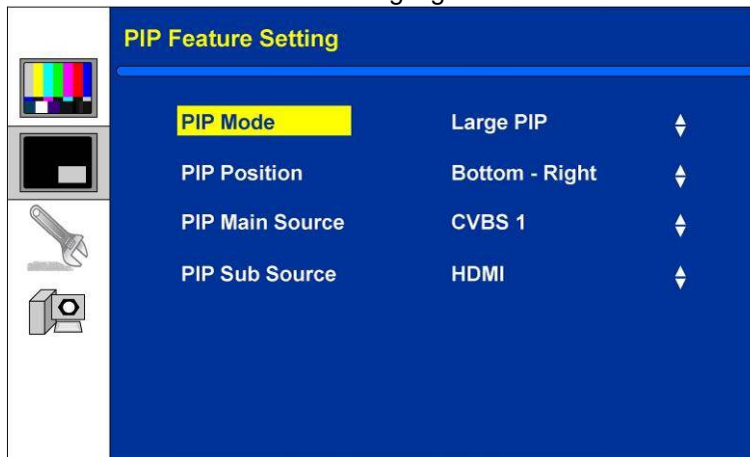 PIP Feature Setting
PIP Mode Large PIP
PIP Position Bottom - Right
PIP Main Source CVBS 1
PIP Sub Source HDMI